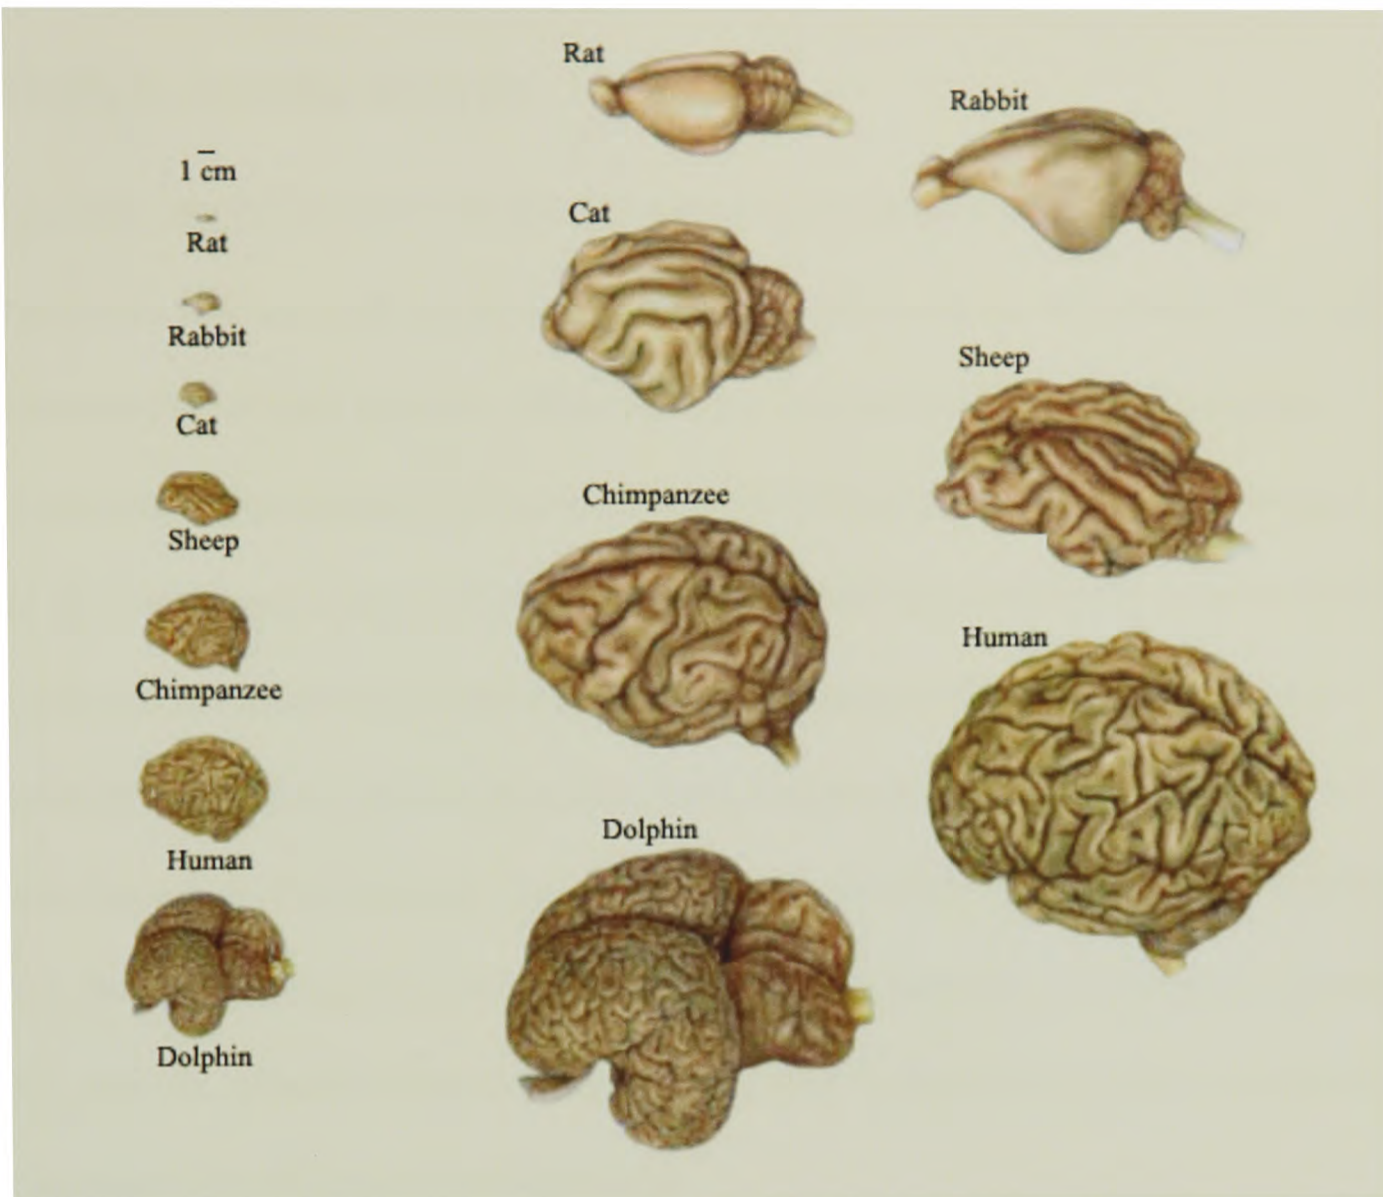 1 cm
Rat
Rabbit
Cat
Sheep
Chimpanzee
Human
Dolphin
Rat
Rabbit
Cat
Sheep
Chimpanzee
Human
Dolphin